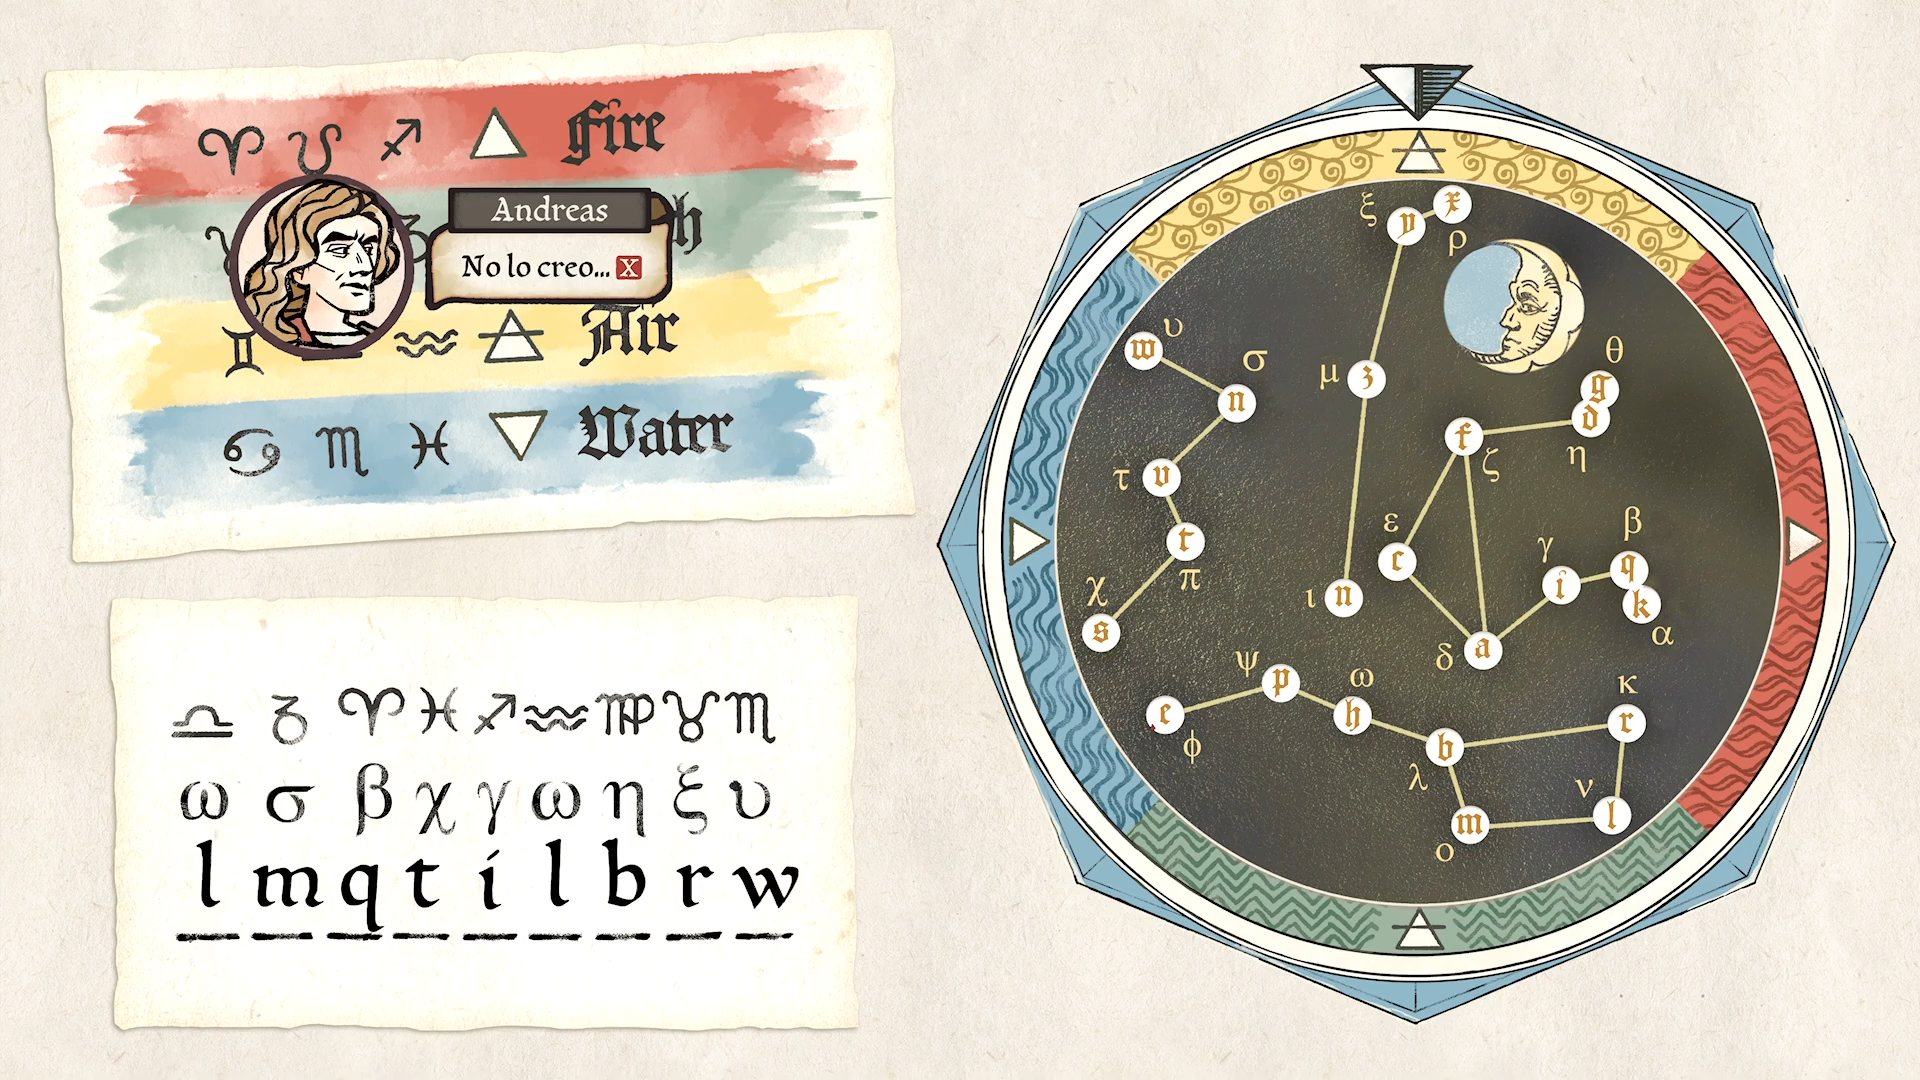 ♈ ♌ ♐ Fire
Andreas
No lo creo... X
♊ ♒ Air
♋ ♏ ♓ Water
♎ ♉ ♈ ♓ ♐ ♒ ♍ ♉ ♏
ω σ β χ γ ω η ξ υ
l m q t i l b r w
ξ y x ρ
w υ
σ n
μ z
θ g
d η
f ζ
τ v
t π
ε c
γ i
β q
k α
χ s
ι n
δ a
ψ p
e φ
ω h
κ r
b λ
ν l
m ο